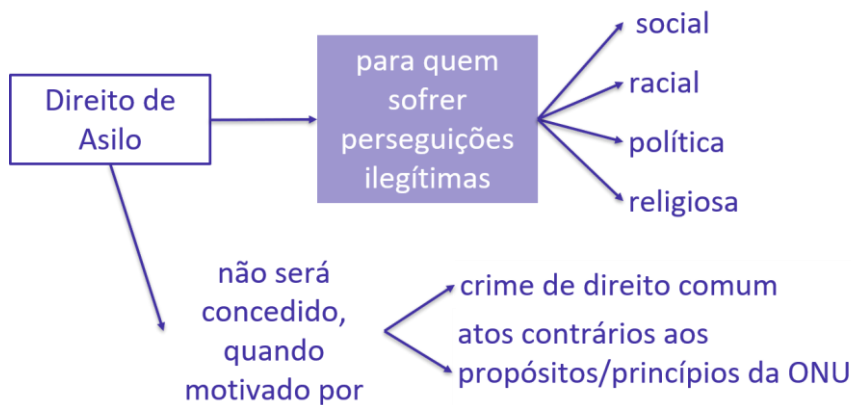 Direito de
Asilo
para quem
sofrer
perseguições
ilegítimas
social
racial
política
religiosa
não será
concedido,
quando
motivado por
crime de direito comum
atos contrários aos
propósitos/princípios da ONU